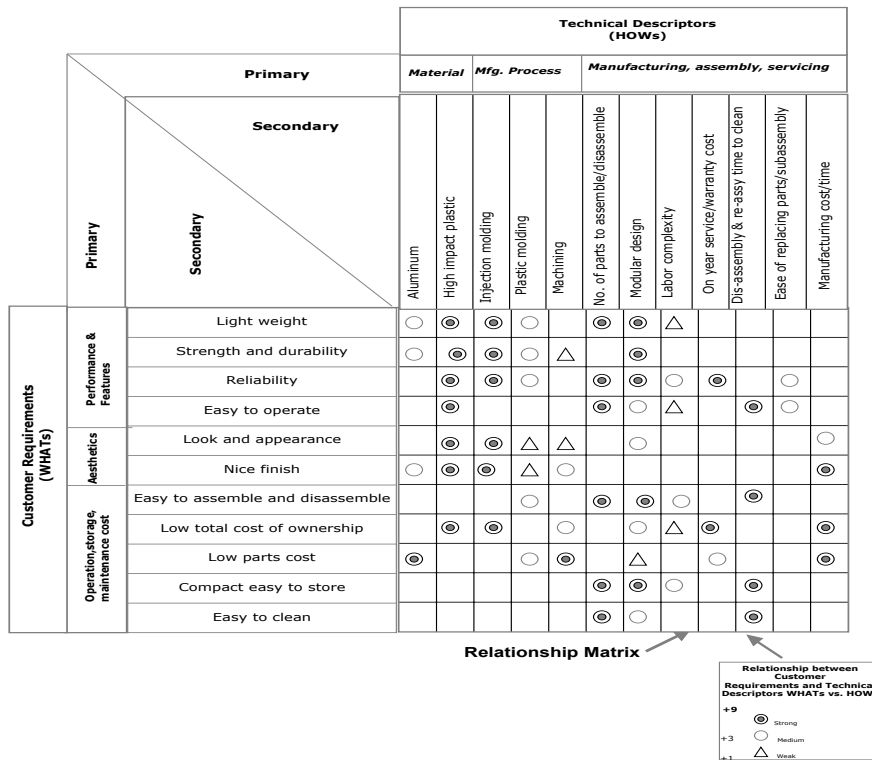 Technical Descriptors
(HOWs)
Primary
Material
Mfg. Process
Manufacturing, assembly, servicing
Secondary
Primary
Secondary
Aluminum
High impact plastic
Injection molding
Plastic molding
Machining
No. of parts to assemble/disassemble
Modular design
Labor complexity
On year service/warranty cost
Dis-assembly & re-assy time to clean
Ease of replacing parts/subassembly
Manufacturing cost/time
Customer Requirements
(WHATs)
Performance &
Features
Light weight
Strength and durability
Reliability
Easy to operate
Aesthetics
Look and appearance
Nice finish
Operation,storage,
maintenance cost
Easy to assemble and disassemble
Low total cost of ownership
Low parts cost
Compact easy to store
Easy to clean
Relationship Matrix
Relationship between
Customer
Requirements and Technica
Descriptors WHATs vs. HOW
+9
Strong
+3
Medium
+1
Weak